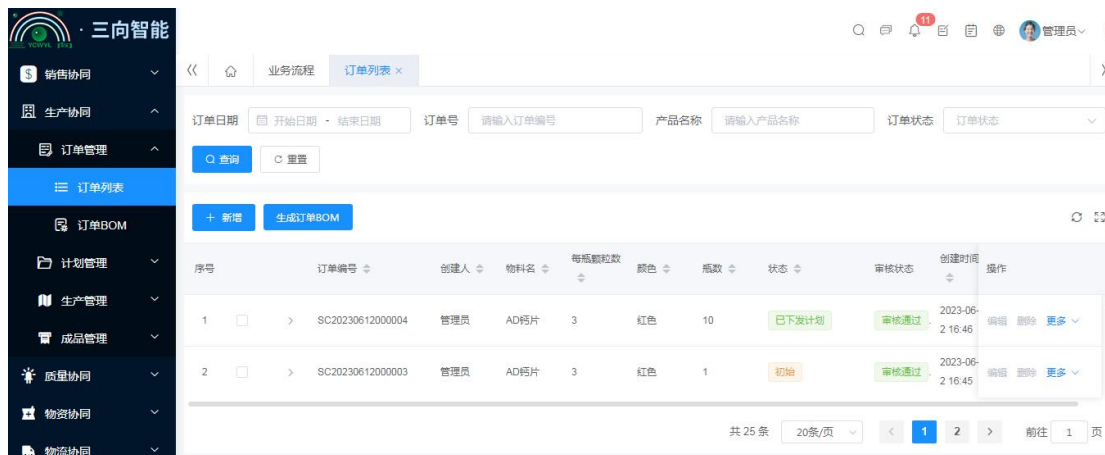 · 三向智能
YCWYL
11
管理员
销售协同
业务流程
订单列表 ×
生产协同
订单日期 开始日期 - 结束日期 订单号 请输入订单编号 产品名称 请输入产品名称 订单状态 订单状态
订单管理
查询 重置
订单列表
+ 新增 生成订单BOM
订单BOM
计划管理
序号 订单编号 创建人 物料名 每瓶颗粒数 颜色 瓶数 状态 审核状态 创建时间 操作
生产管理
1 SC20230612000004 管理员 AD钙片 3 红色 10 已下发计划 审核通过 2023-06- 编辑 删除 更多
2 16:46
成品管理
质量协同
2 SC20230612000003 管理员 AD钙片 3 红色 1 初始 审核通过 2023-06- 编辑 删除 更多
2 16:45
物资协同
共 25 条 20条/页 < 1 2 > 前往 1 页
物流协同